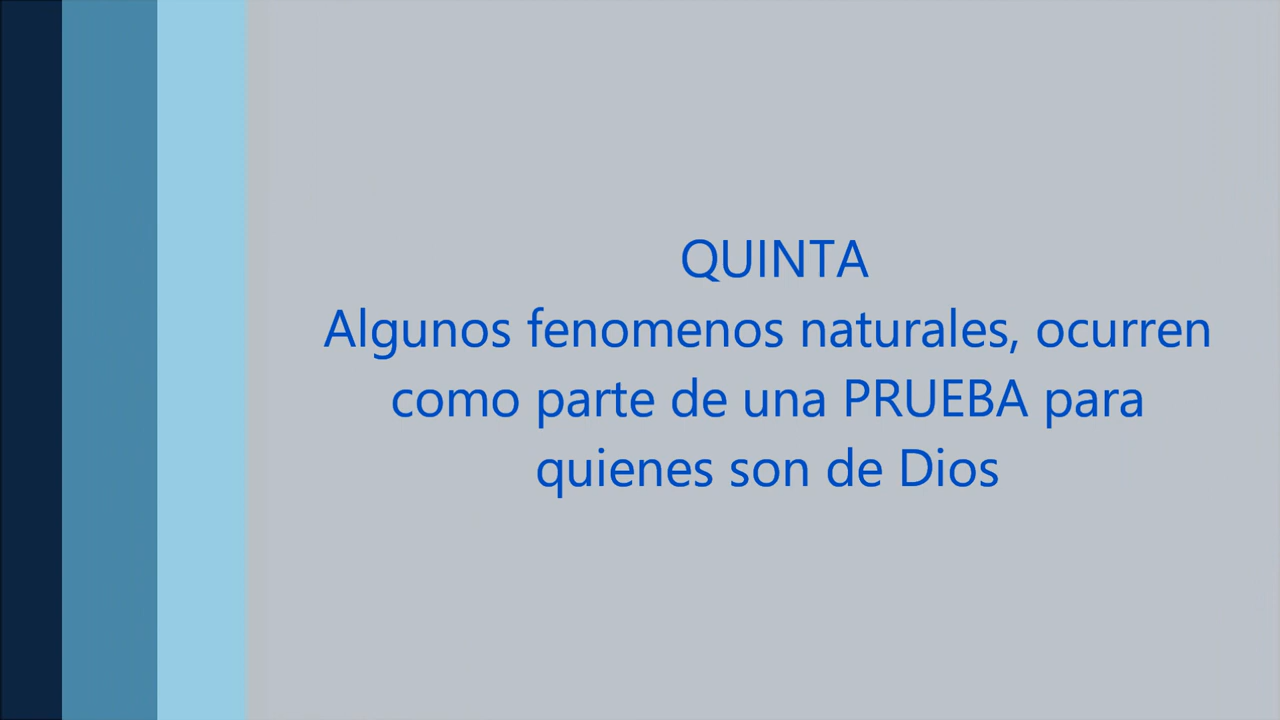 QUINTA
Algunos fenomenos naturales, ocurren
como parte de una PRUEBA para
quienes son de Dios